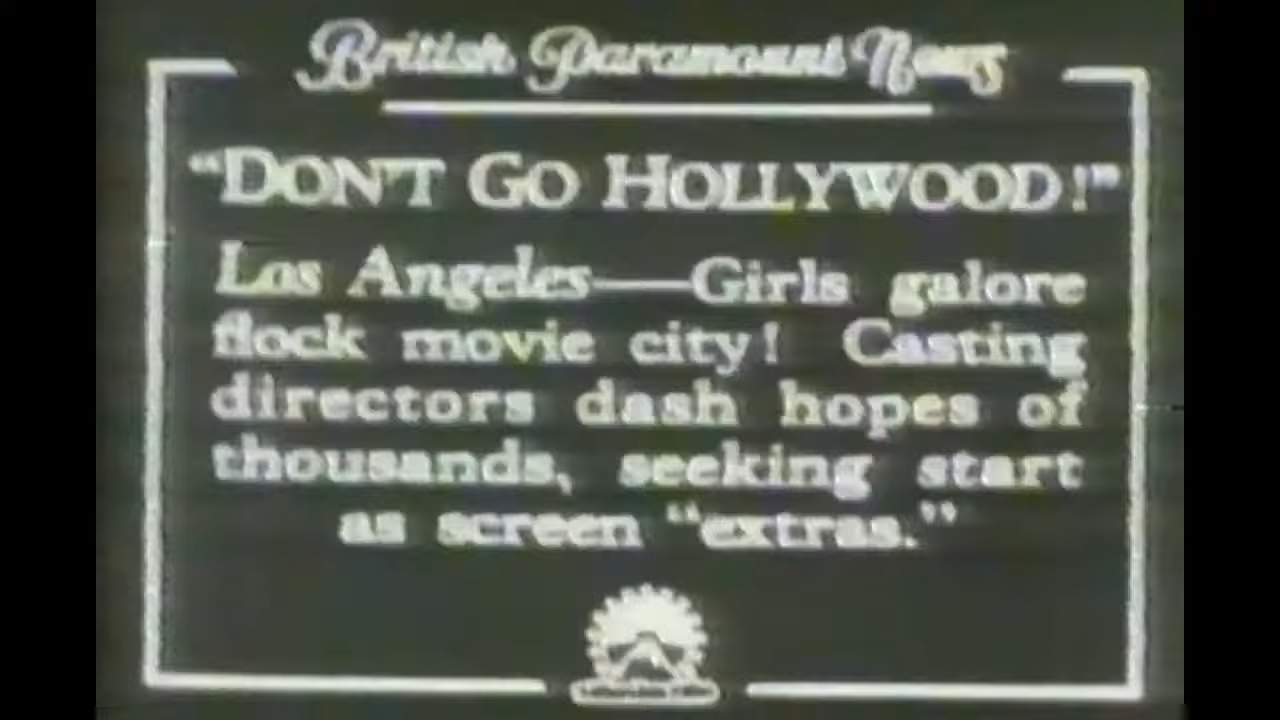 British Paramount News
“DON'T GO HOLLYWOOD!”
Los Angeles—Girls galore
flock movie city! Casting
directors dash hopes of
thousands, seeking start
as screen “extras.”